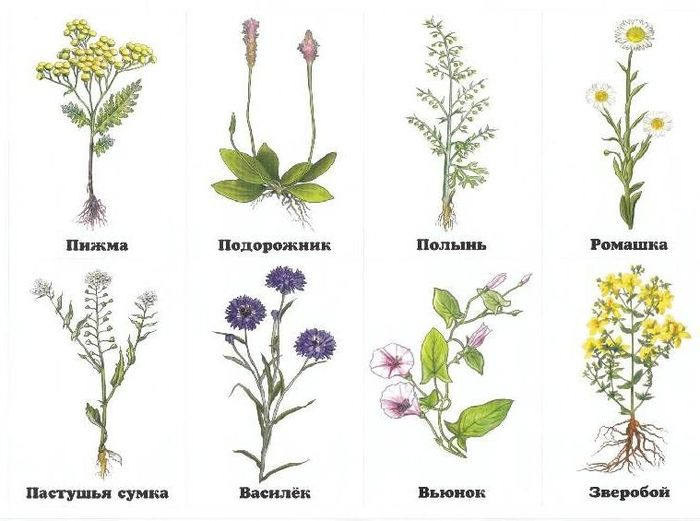 Пижма
Подорожник
Полынь
Ромашка
Пастушья сумка
Василёк
Вьюнок
Зверобой